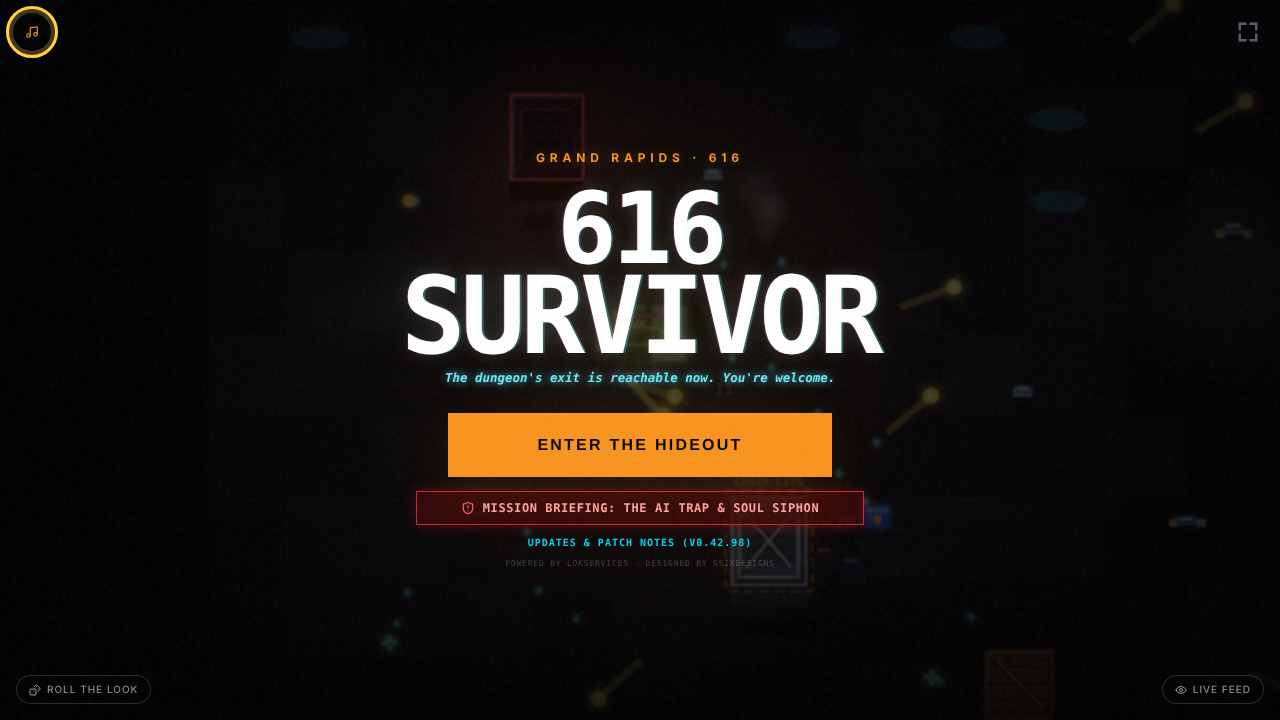 GRAND RAPIDS · 616
616
SURVIVOR
The dungeon's exit is reachable now. You're welcome.
ENTER THE HIDEOUT
MISSION BRIEFING: THE AI TRAP & SOUL SIPHON
UPDATES & PATCH NOTES (V0.42.98)
POWERED BY LOKSERVICES · DESIGNED BY GSIXDESIGNS
ROLL THE LOOK
LIVE FEED